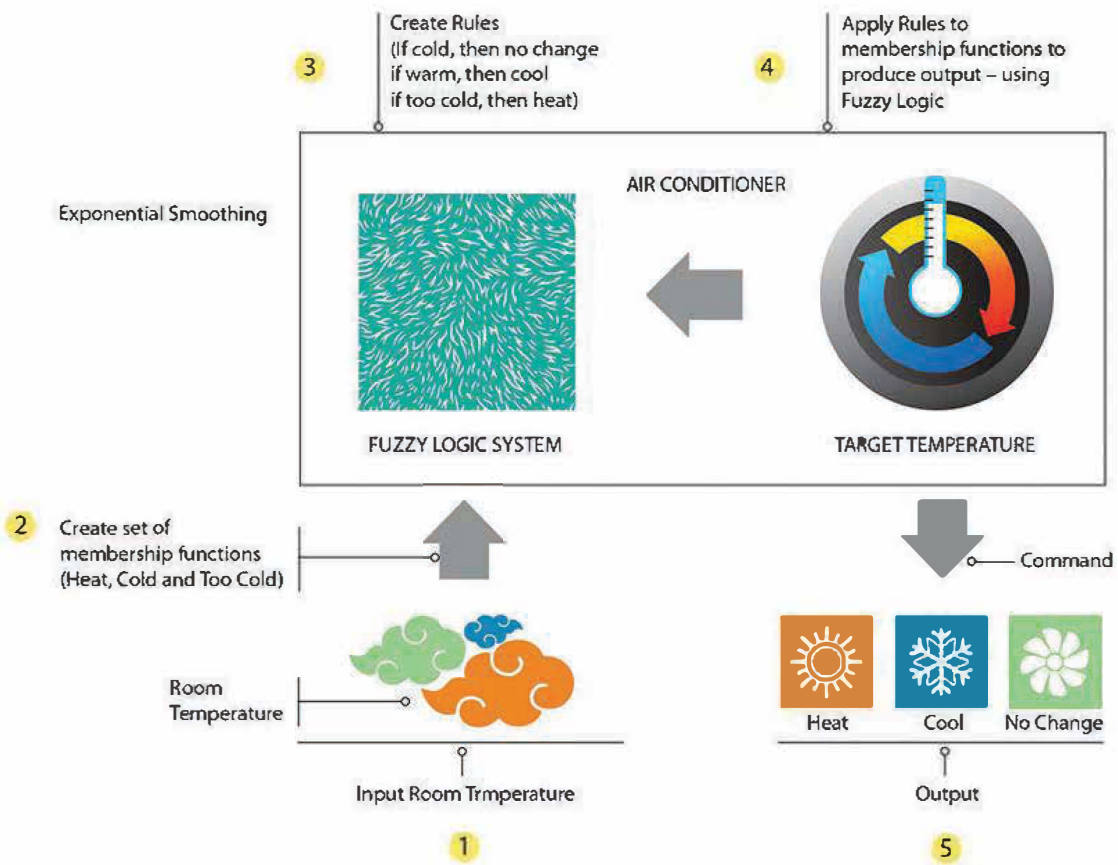 3
Create Rules
(If cold, then no change
if warm, then cool
if too cold, then heat)
4
Apply Rules to
membership functions to
produce output – using
Fuzzy Logic
Exponential Smoothing
AIR CONDITIONER
FUZZY LOGIC SYSTEM
TARGET TEMPERATURE
2
Create set of
membership functions
(Heat, Cold and Too Cold)
Command
Room
Temperature
Heat
Cool
No Change
Input Room Trmperature
Output
1
5